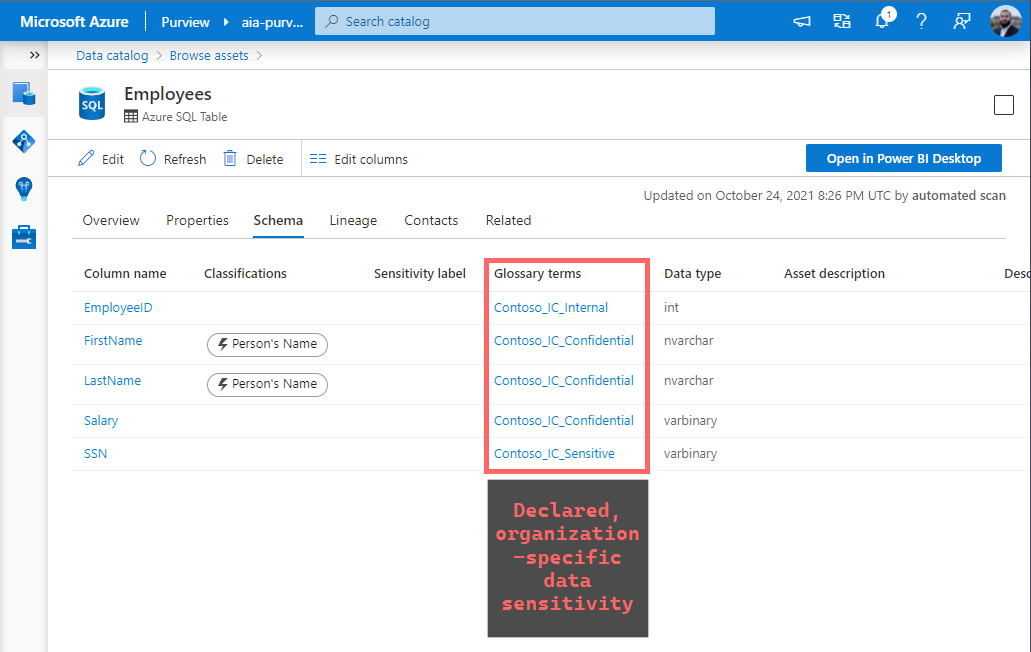 Microsoft Azure Purview aia-purv... Search catalog 1
Data catalog Browse assets
SQL
Employees
Azure SQL Table
Edit Refresh Delete Edit columns Open in Power BI Desktop
Updated on October 24, 2021 8:26 PM UTC by automated scan
Overview Properties Schema Lineage Contacts Related
Column name Classifications Sensitivity label Glossary terms Data type Asset description Desc
EmployeeID Contoso_IC_Internal int
FirstName Person's Name Contoso_IC_Confidential nvarchar
LastName Person's Name Contoso_IC_Confidential nvarchar
Salary Contoso_IC_Confidential varbinary
SSN Contoso_IC_Sensitive varbinary
Declared,
organization
-specific
data
sensitivity